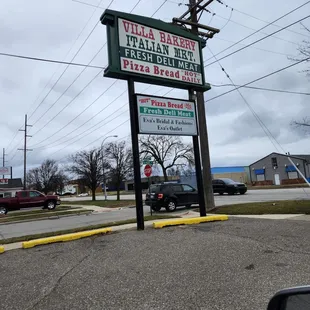 VILLA BAKERY
ITALIAN MKT.
FRESH DELI MEAT
Pizza Bread HOT DAILY
"HOT" Pizza Bread
Fresh Deli Meat
Eva's Bridal &
Eva's Outlet